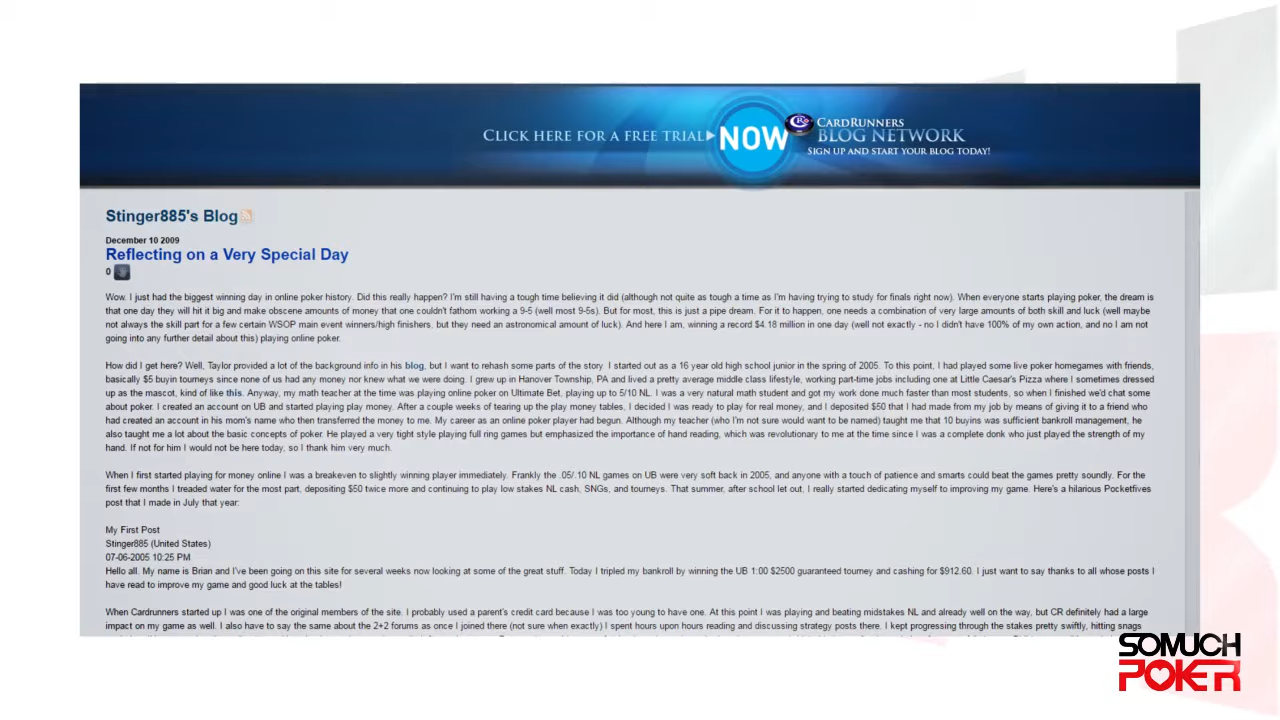 CLICK HERE FOR A FREE TRIAL
NOW
CR
CARDRUNNERS
BLOG NETWORK
SIGN UP AND START YOUR BLOG TODAY!
Stinger885's Blog
December 10 2009
Reflecting on a Very Special Day
0
Wow. I just had the biggest winning day in online poker history. Did this really happen? I'm still having a tough time believing it did (although not quite as tough a time as I'm having trying to study for finals right now). When everyone starts playing poker, the dream is
that one day they will hit it big and make obscene amounts of money that one couldn't fathom working a 9-5 (well most 9-5s). But for most, this is just a pipe dream. For it to happen, one needs a combination of very large amounts of both skill and luck (well maybe
not always the skill part for a few certain WSOP main event winners/high finishers, but they need an astronomical amount of luck). And here I am, winning a record $4.18 million in one day (well not exactly - no I didn't have 100% of my own action, and no I am not
going into any further detail about this) playing online poker.
How did I get here? Well, Taylor provided a lot of the background info in his blog, but I want to rehash some parts of the story. I started out as a 16 year old high school junior in the spring of 2005. To this point, I had played some live poker homegames with friends,
basically $5 buyin tourneys since none of us had any money nor knew what we were doing. I grew up in Hanover Township, PA and lived a pretty average middle class lifestyle, working part-time jobs including one at Little Caesar's Pizza where I sometimes dressed
up as the mascot, kind of like this. Anyway, my math teacher at the time was playing online poker on Ultimate Bet, playing up to 5/10 NL. I was a very natural math student and got my work done much faster than most students, so when I finished we'd chat some
about poker. I created an account on UB and started playing play money. After a couple weeks of tearing up the play money tables, I decided I was ready to play for real money, and I deposited $50 that I had made from my job by means of giving it to a friend who
had created an account in his mom's name who then transferred the money to me. My career as an online poker player had begun. Although my teacher (who I'm not sure would want to be named) taught me that 10 buyins was sufficient bankroll management, he
also taught me a lot about the basic concepts of poker. He played a very tight style playing full ring games but emphasized the importance of hand reading, which was revolutionary to me at the time since I was a complete donk who just played the strength of my
hand. If not for him I would not be here today, so I thank him very much.
When I first started playing for money online I was a breakeven to slightly winning player immediately. Frankly the .05/.10 NL games on UB were very soft back in 2005, and anyone with a touch of patience and smarts could beat the games pretty soundly. For the
first few months I treaded water for the most part, depositing $50 twice more and continuing to play low stakes NL cash, SNGs, and tourneys. That summer, after school let out, I really started dedicating myself to improving my game. Here's a hilarious Pocketfives
post that I made in July that year:
My First Post
Stinger885 (United States)
07-06-2005 10:25 PM
Hello all. My name is Brian and I've been going on this site for several weeks now looking at some of the great stuff. Today I tripled my bankroll by winning the UB 1:00 $2500 guaranteed tourney and cashing for $912.60. I just want to say thanks to all whose posts I
have read to improve my game and good luck at the tables!
When Cardrunners started up I was one of the original members of the site. I probably used a parent's credit card because I was too young to have one. At this point I was playing and beating midstakes NL and already well on the way, but CR definitely had a large
impact on my game as well. I also have to say the same about the 2+2 forums as once I joined there (not sure when exactly) I spent hours upon hours reading and discussing strategy posts there. I kept progressing through the stakes pretty swiftly, hitting snags
SOMUCH
POKER